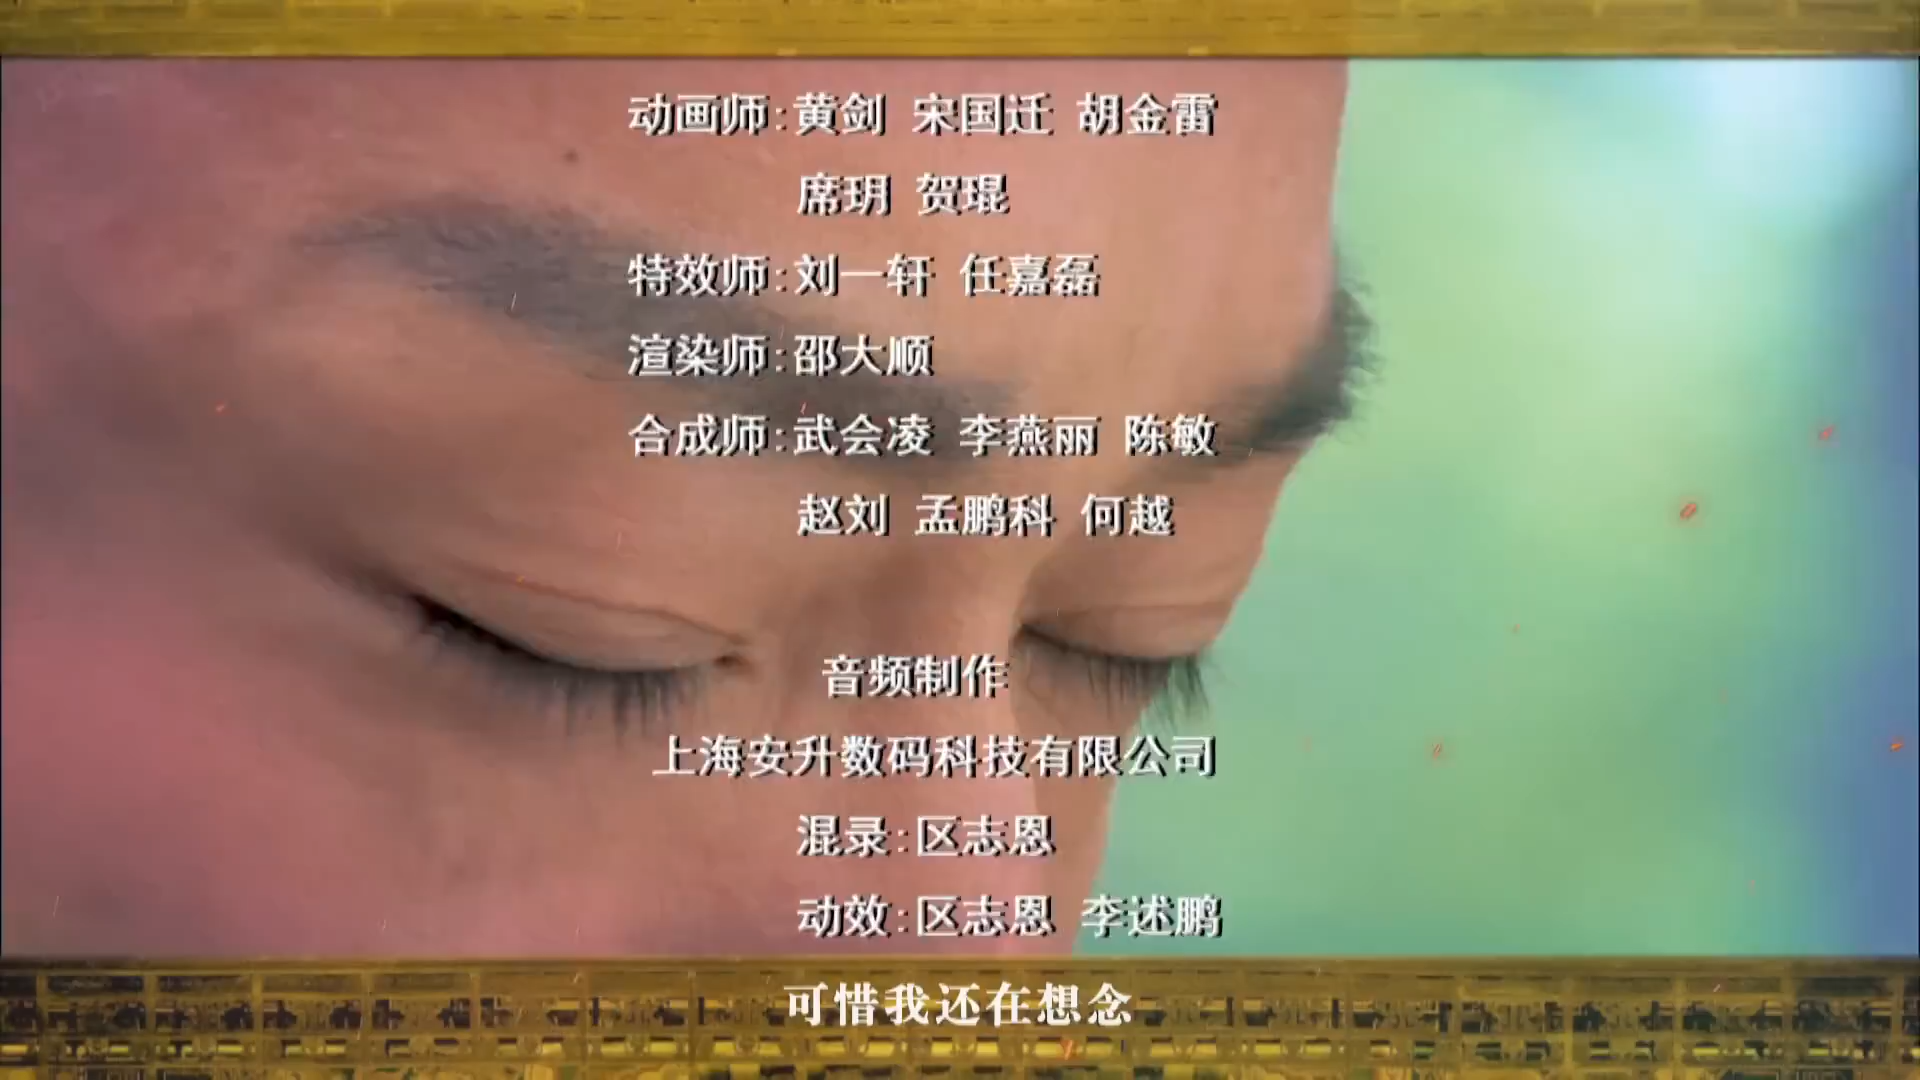 动画师:黄剑 宋国迁 胡金雷
席玥 贺琨
特效师:刘一轩 任嘉磊
渲染师:邵大顺
合成师:武会凌 李燕丽 陈敏
赵刘 孟鹏科 何越
音频制作
上海安升数码科技有限公司
混录:区志恩
动效:区志恩 李述鹏
可惜我还在想念